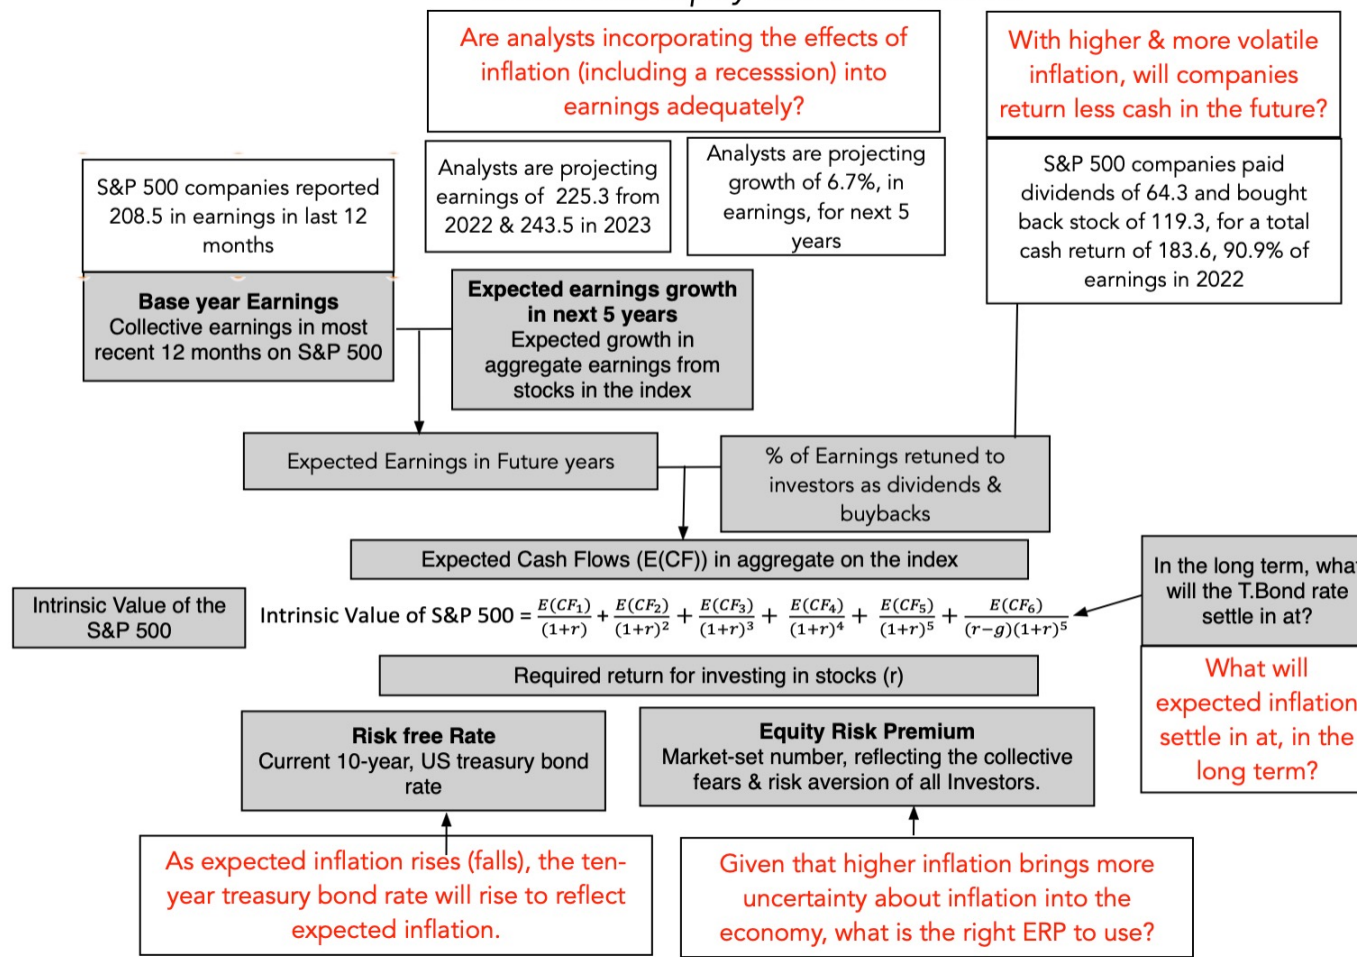 Are analysts incorporating the effects of
inflation (including a recesssion) into
earnings adequately?
With higher & more volatile
inflation, will companies
return less cash in the future?
S&P 500 companies reported
208.5 in earnings in last 12
months
Analysts are projecting
earnings of 225.3 from
2022 & 243.5 in 2023
Analysts are projecting
growth of 6.7%, in
earnings, for next 5
years
S&P 500 companies paid
dividends of 64.3 and bought
back stock of 119.3, for a total
cash return of 183.6, 90.9% of
earnings in 2022
Base year Earnings
Collective earnings in most
recent 12 months on S&P 500
Expected earnings growth
in next 5 years
Expected growth in
aggregate earnings from
stocks in the index
Expected Earnings in Future years
% of Earnings retuned to
investors as dividends &
buybacks
Expected Cash Flows (E(CF)) in aggregate on the index
Intrinsic Value of the
S&P 500
Intrinsic Value of S&P 500 = E(CF₁)/(1+r) + E(CF₂)/(1+r)² + E(CF₃)/(1+r)³ + E(CF₄)/(1+r)⁴ + E(CF₅)/(1+r)⁵ + E(CF₆)/(r−g)(1+r)⁵
In the long term, what
will the T.Bond rate
settle in at?
What will
expected inflation
settle in at, in the
long term?
Required return for investing in stocks (r)
Risk free Rate
Current 10-year, US treasury bond
rate
Equity Risk Premium
Market-set number, reflecting the collective
fears & risk aversion of all Investors.
As expected inflation rises (falls), the ten-
year treasury bond rate will rise to reflect
expected inflation.
Given that higher inflation brings more
uncertainty about inflation into the
economy, what is the right ERP to use?